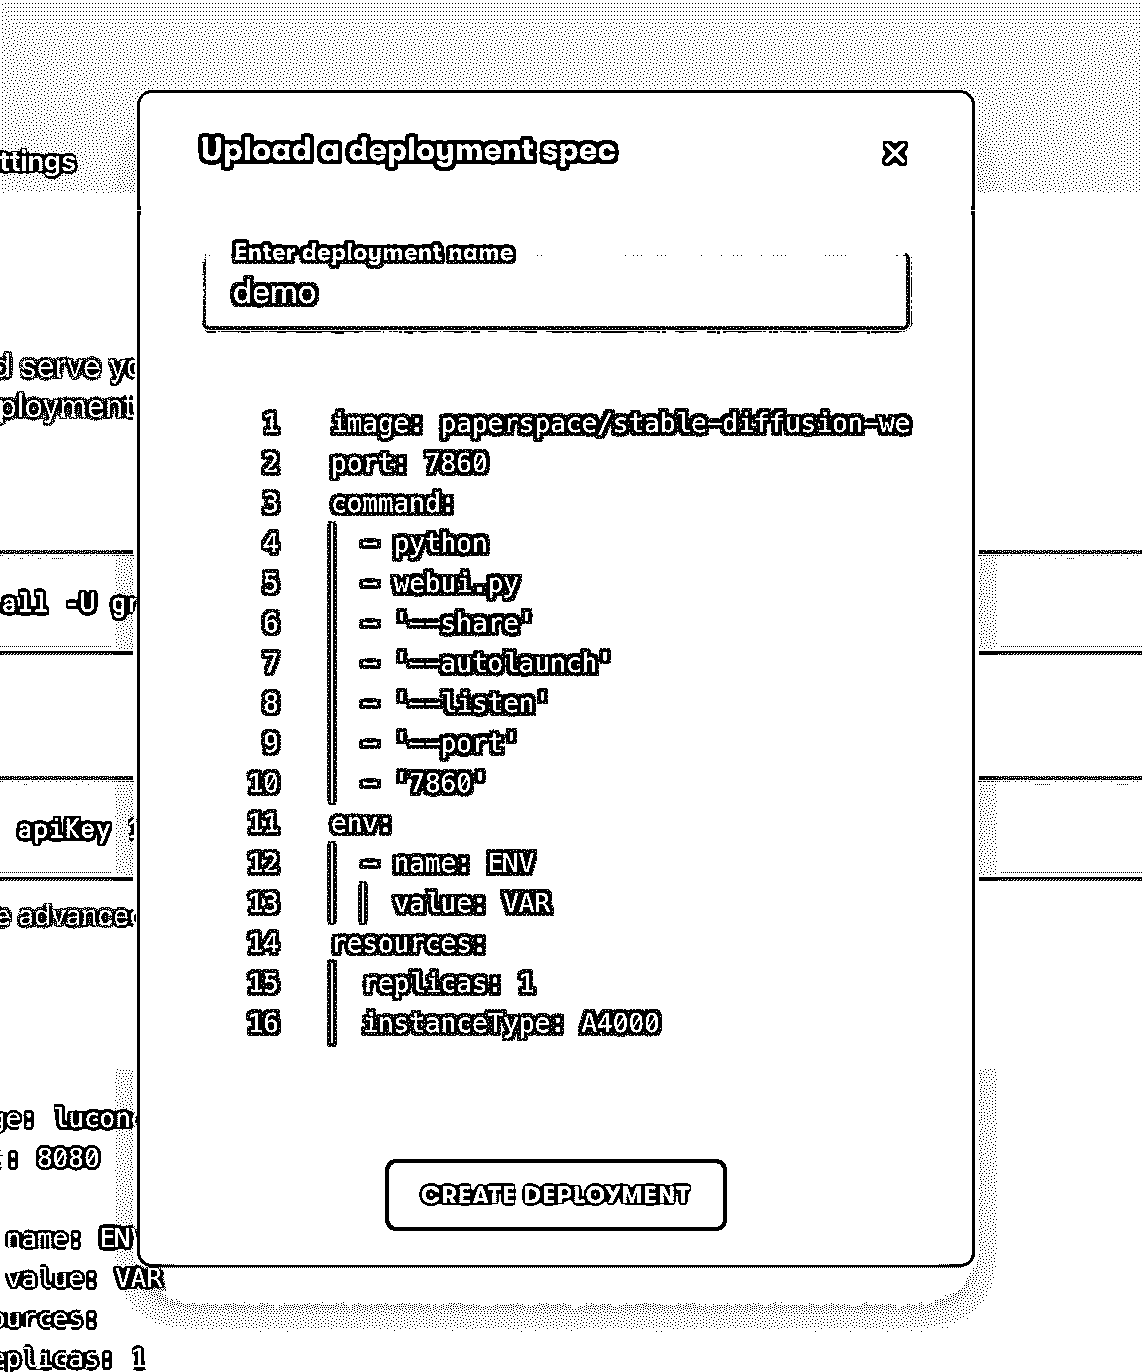 ttings
Upload a deployment spec
Enter deployment name
demo
d serve yo
ployment
1 image: paperspace/stable-diffusion-we
2 port: 7860
3 command:
4 - python
5 - webui.py
6 - '--share'
7 - '--autolaunch'
8 - '--listen'
9 - '--port'
10 - '7860'
11 env:
12 - name: ENV
13 value: VAR
14 resources:
15 replicas: 1
16 instanceType: A4000
all -U gr
apiKey
e advanced
ge: lucon
: 8080
name: ENV
value: VAR
ources:
eplicas: 1
CREATE DEPLOYMENT